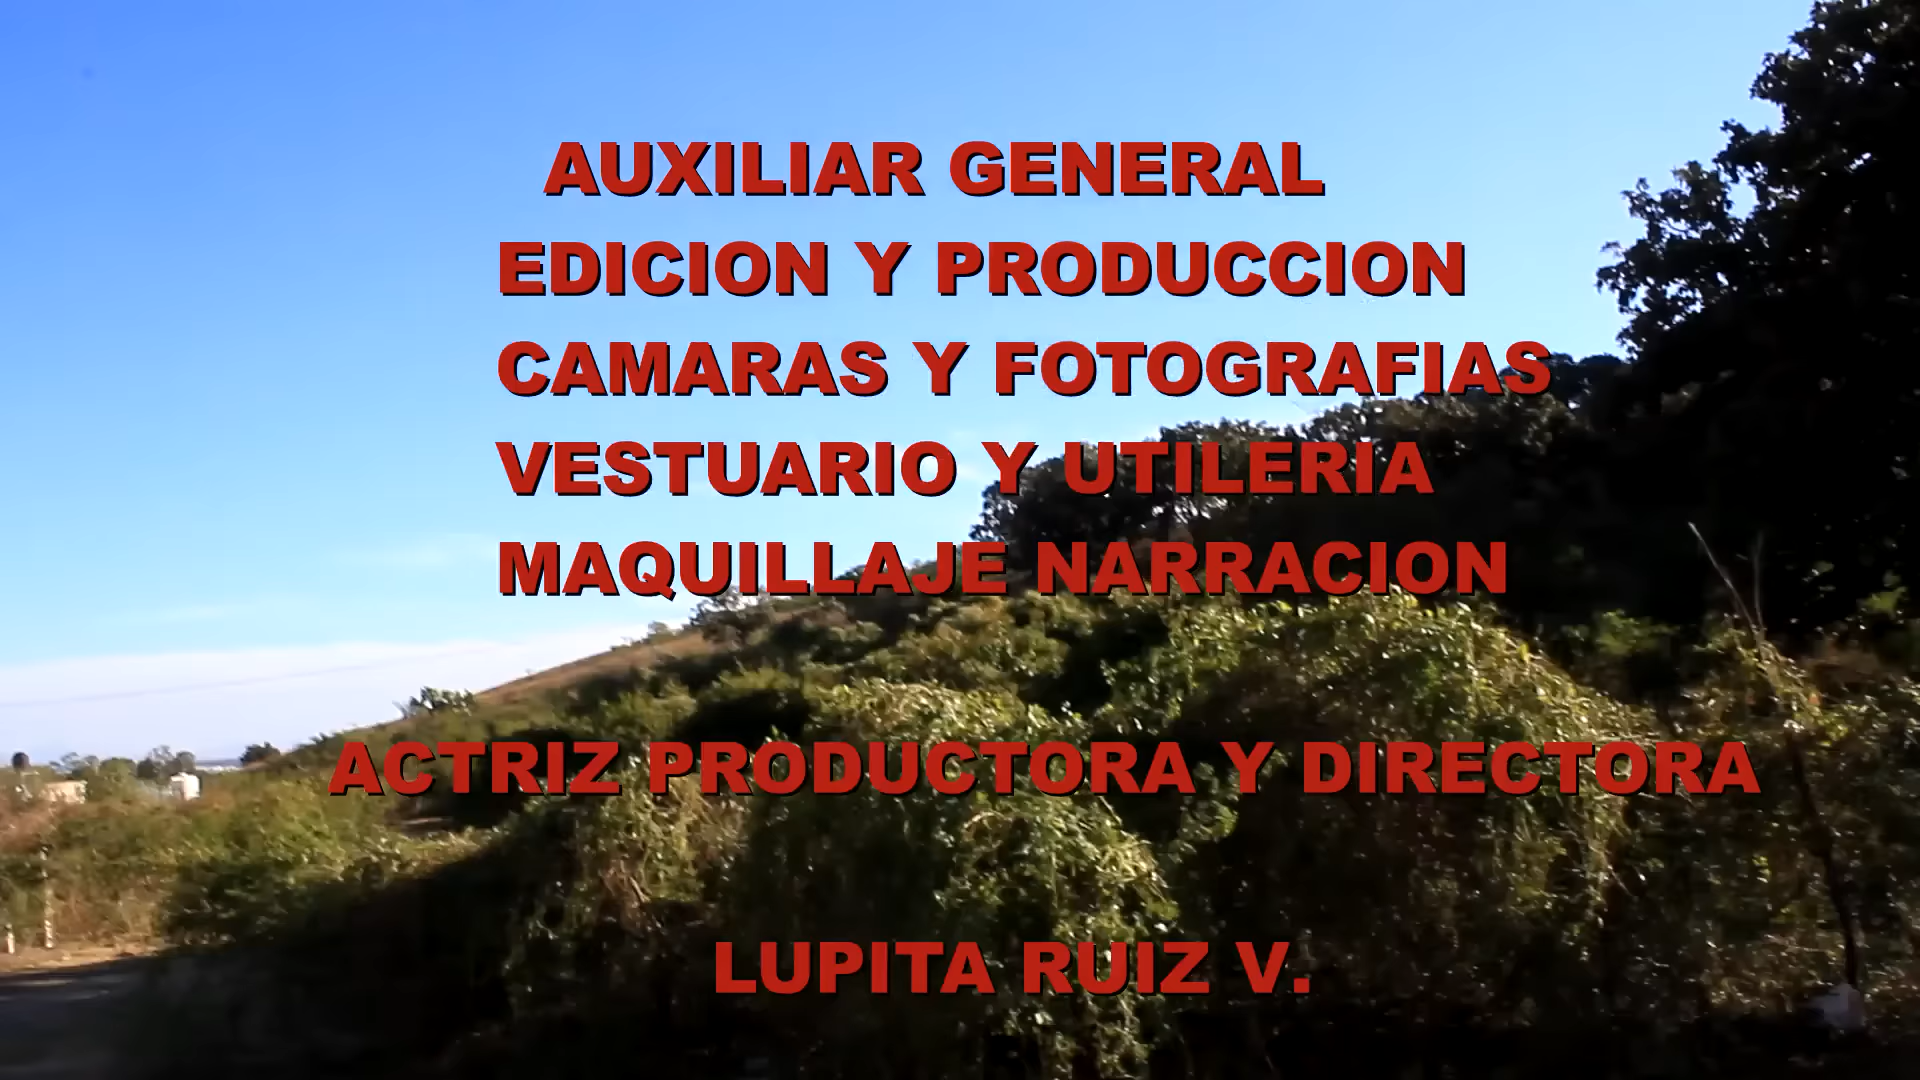 AUXILIAR GENERAL
EDICION Y PRODUCCION
CAMARAS Y FOTOGRAFIAS
VESTUARIO Y UTILERIA
MAQUILLAJE NARRACION
ACTRIZ PRODUCTORA Y DIRECTORA
LUPITA RUIZ V.